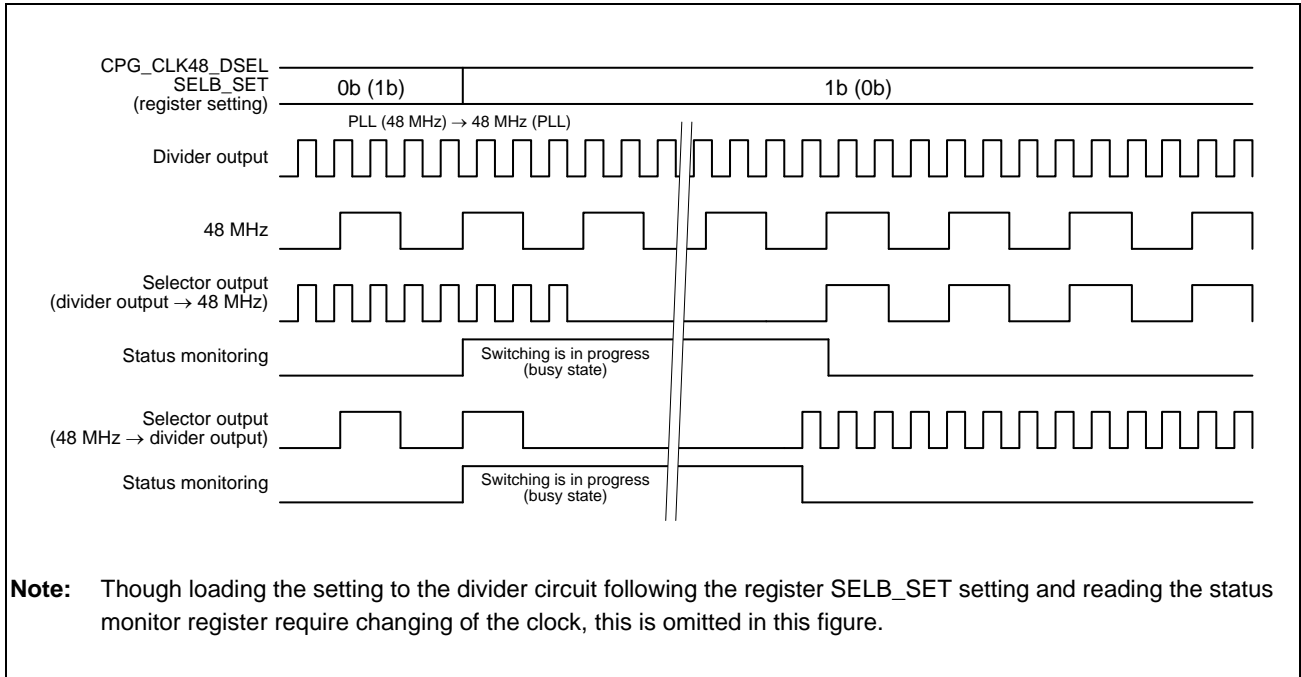 CPG_CLK48_DSEL
SELB_SET
(register setting)
0b (1b)
1b (0b)
PLL (48 MHz) → 48 MHz (PLL)
Divider output
48 MHz
Selector output
(divider output → 48 MHz)
Status monitoring
Switching is in progress
(busy state)
Selector output
(48 MHz → divider output)
Status monitoring
Switching is in progress
(busy state)
Note: Though loading the setting to the divider circuit following the register SELB_SET setting and reading the status
monitor register require changing of the clock, this is omitted in this figure.